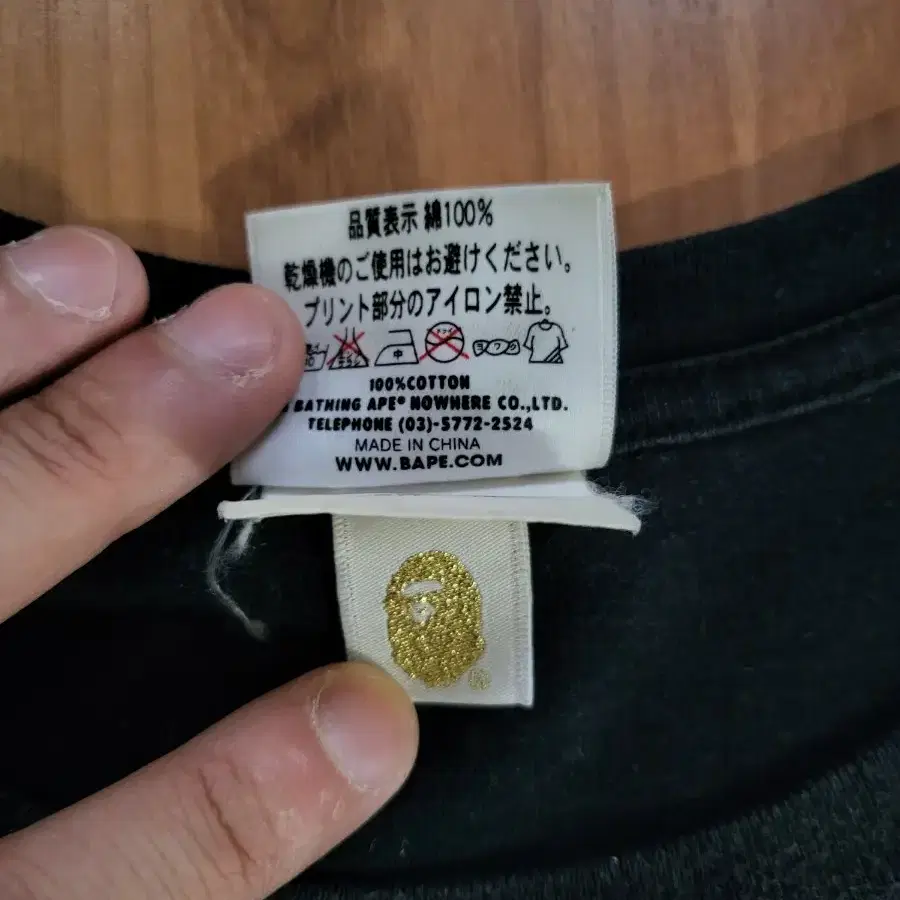 品質表示 綿100%
乾燥機のご使用はお避けください。
プリント部分のアイロン禁止。
中
100%COTTON
BATHING APE® NOWHERE CO.,LTD.
TELEPHONE (03)-5772-2524
MADE IN CHINA
WWW.BAPE.COM
®